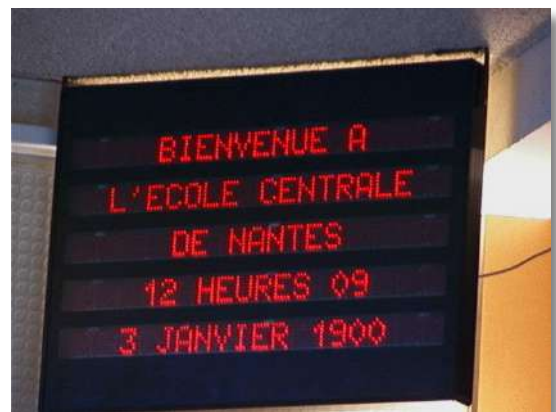 BIENVENUE A
L'ECOLE CENTRALE
DE NANTES
12 HEURES 09
3 JANVIER 1900